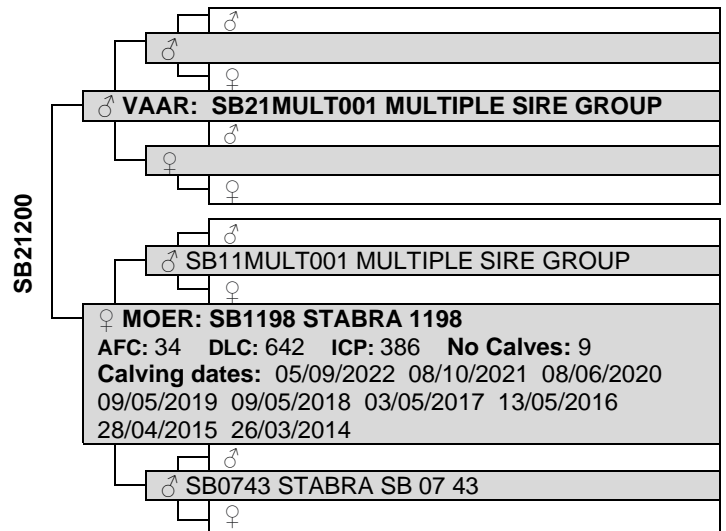 ♂
♂
♀
♂ VAAR: SB21MULT001 MULTIPLE SIRE GROUP
♂
♀
♀
SB21200
♂
♂ SB11MULT001 MULTIPLE SIRE GROUP
♀
♀ MOER: SB1198 STABRA 1198
AFC: 34 DLC: 642 ICP: 386 No Calves: 9
Calving dates: 05/09/2022 08/10/2021 08/06/2020
09/05/2019 09/05/2018 03/05/2017 13/05/2016
28/04/2015 26/03/2014
♂
♂ SB0743 STABRA SB 07 43
♀